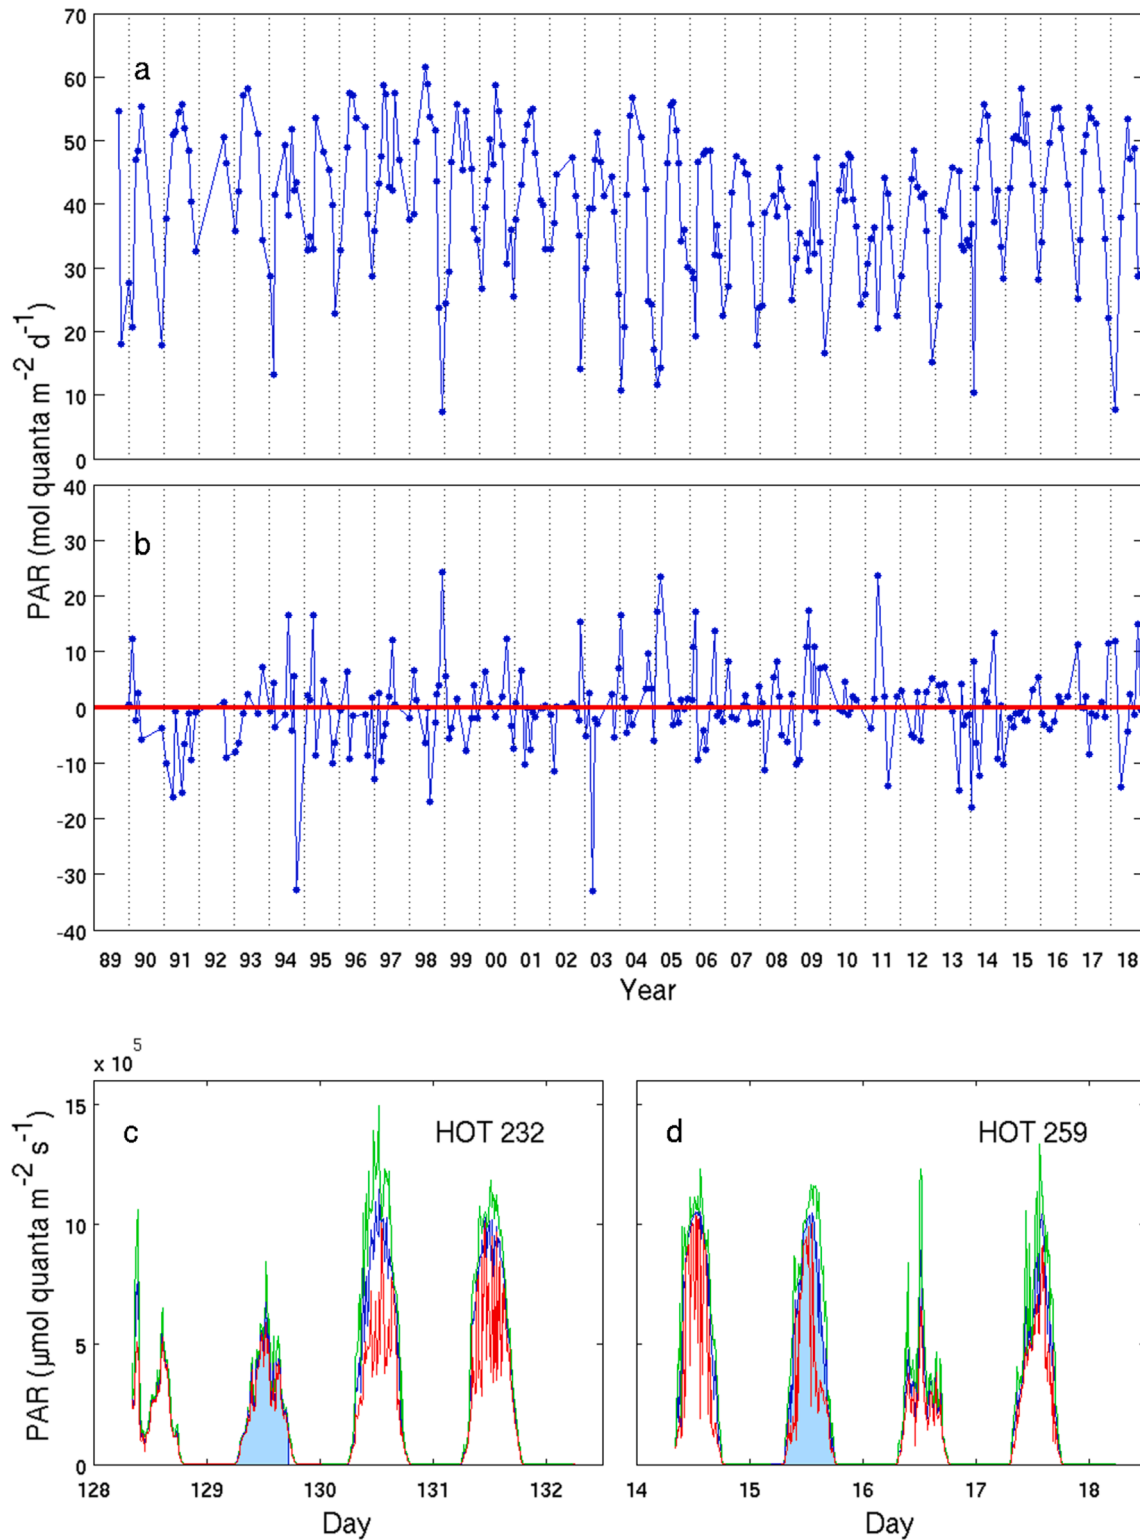 70
60
50
40
30
20
10
0
a
PAR (mol quanta m⁻² d⁻¹)
40
30
20
10
0
-10
-20
-30
-40
b
89 90 91 92 93 94 95 96 97 98 99 00 01 02 03 04 05 06 07 08 09 10 11 12 13 14 15 16 17 18
Year
x 10⁵
15
10
5
0
PAR (μmol quanta m⁻² s⁻¹)
c HOT 232
128 129 130 131 132
Day
d HOT 259
14 15 16 17 18
Day